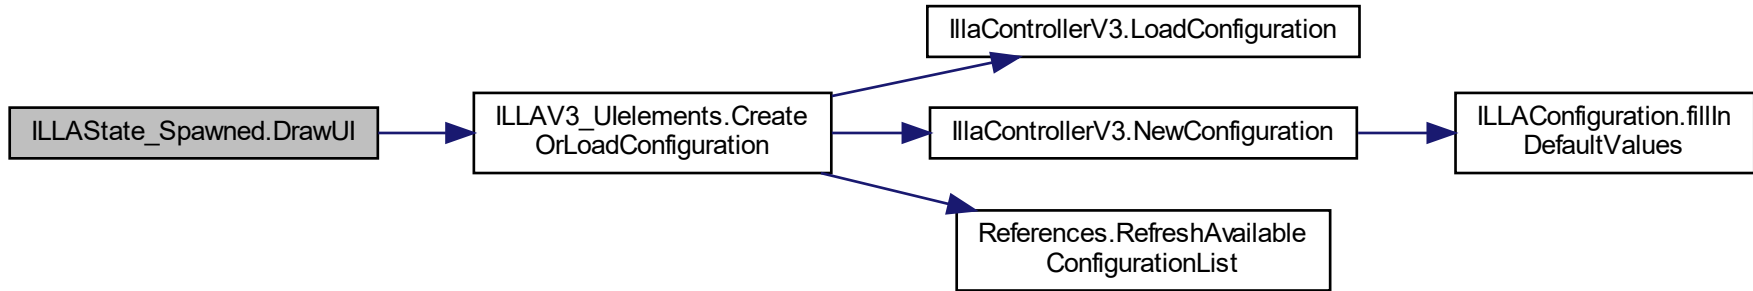 IllaControllerV3.LoadConfiguration
ILLAState_Spawned.DrawUI
ILLAV3_UIelements.Create
OrLoadConfiguration
IllaControllerV3.NewConfiguration
ILLAConfiguration.fillIn
DefaultValues
References.RefreshAvailable
ConfigurationList